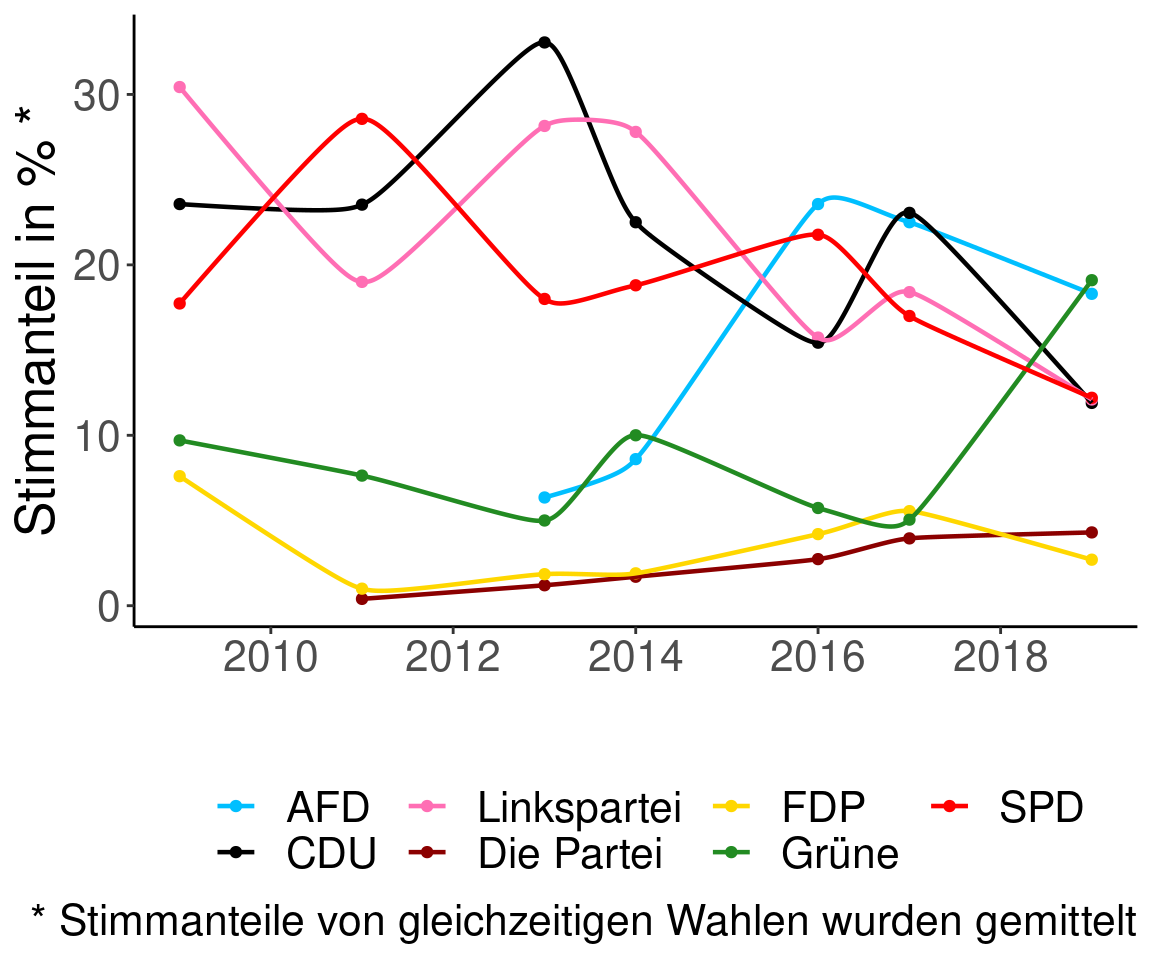 Stimmanteil in % *
30
20
10
0
2010 2012 2014 2016 2018
AFD Linkspartei FDP SPD
CDU Die Partei Grüne
* Stimmanteile von gleichzeitigen Wahlen wurden gemittelt